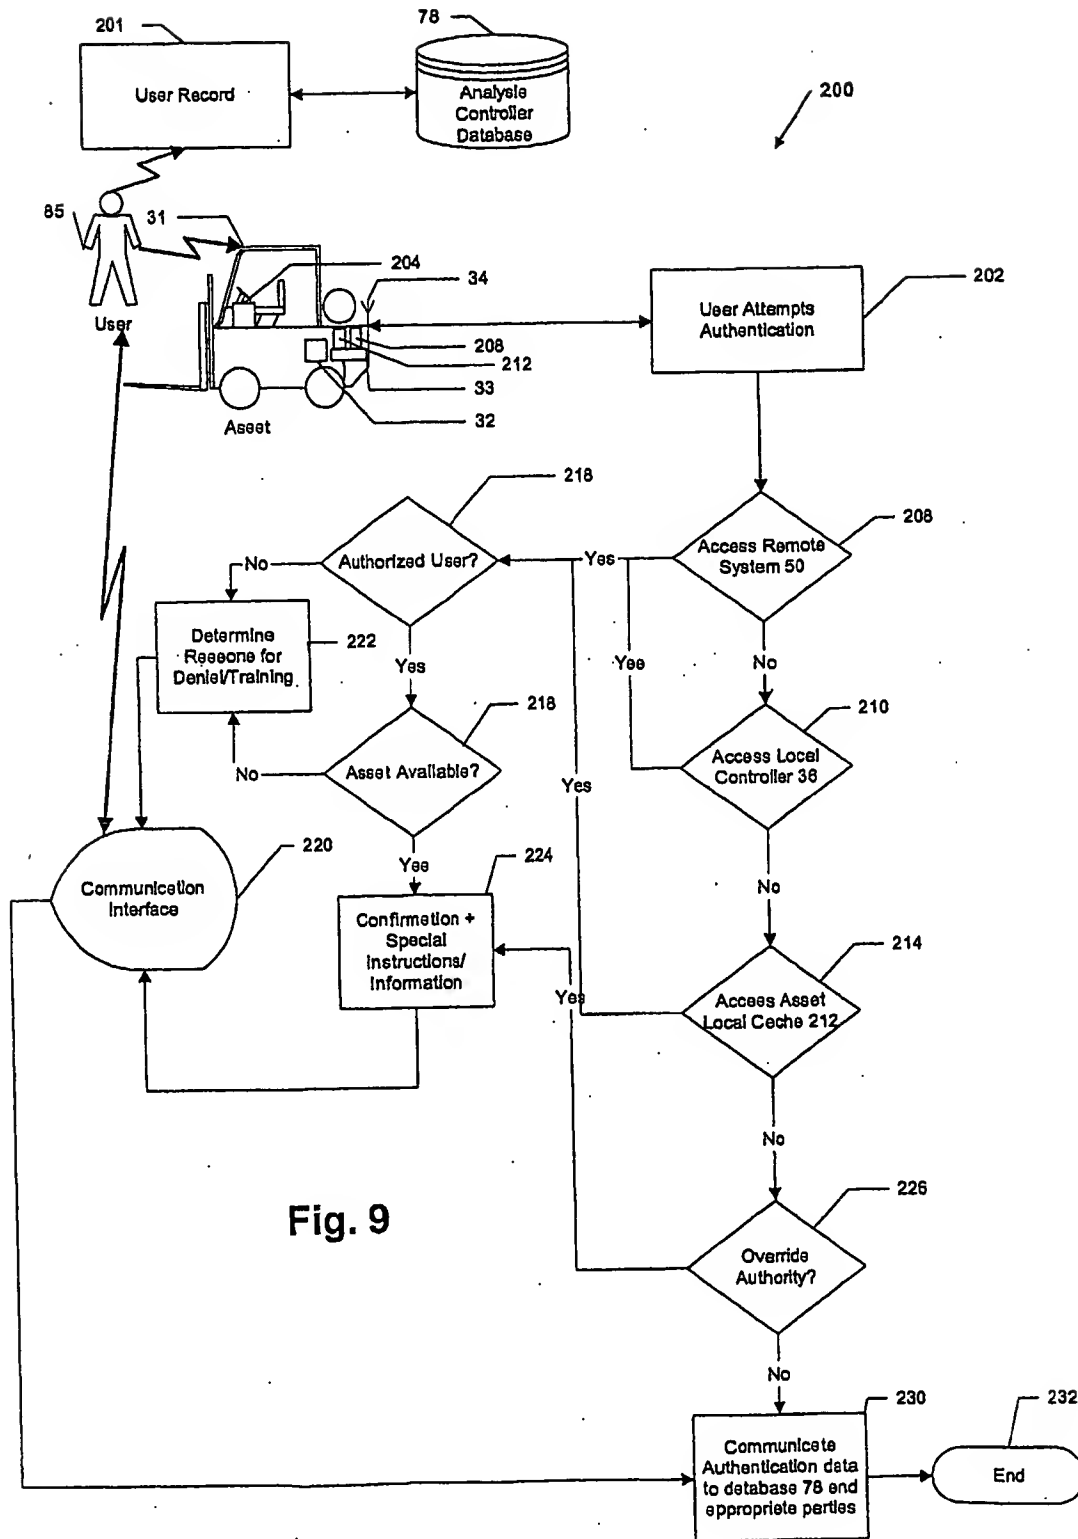 201
78
User Record
Analysis
Controller
Database
200
85
31
204
34
202
User Attempts
Authentication
User
208
212
33
32
Asset
218
208
Authorized User?
Yes
Access Remote
System 50
No
Determine
Reasons for
Denial/Training
222
Yes
Yes
No
218
210
No
Asset Available?
Access Local
Controller 36
Yes
220
Yes
224
No
Communication
Interface
Confirmation +
Special
Instructions/
Information
214
Yes
Access Asset
Local Cache 212
No
226
Fig. 9
Override
Authority?
No
230
232
Communicate
Authentication data
to database 78 end
appropriate parties
End